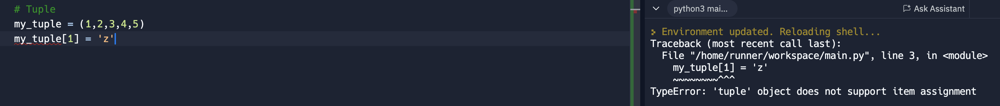 # Tuple
my_tuple = (1,2,3,4,5)
my_tuple[1] = 'z'
python3 mai...
Ask Assistant
Environment updated. Reloading shell...
Traceback (most recent call last):
  File "/home/runner/workspace/main.py", line 3, in <module>
    my_tuple[1] = 'z'
    ~~~~~~~~^^^
TypeError: 'tuple' object does not support item assignment